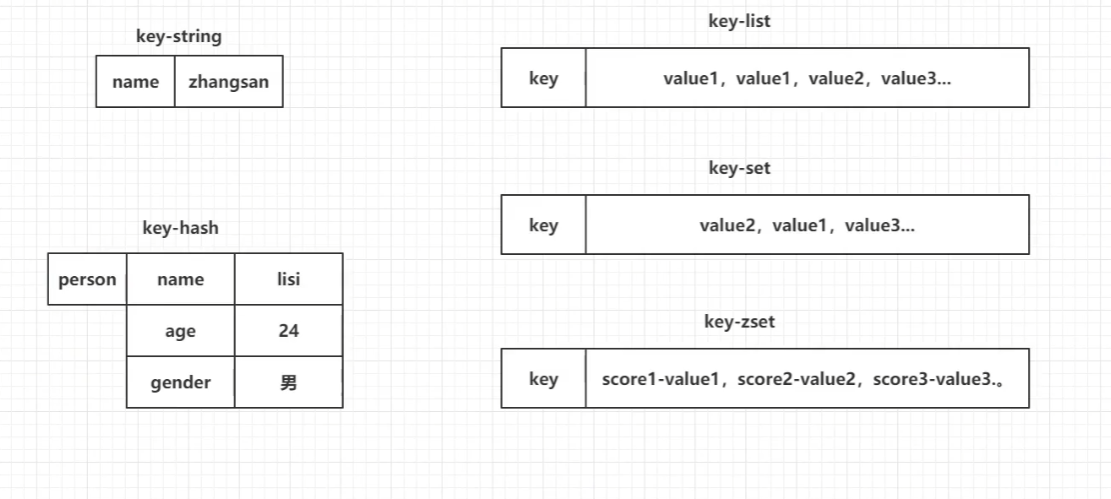 key-string
name zhangsan
key-hash
person name lisi
age 24
gender 男
key-list
key value1，value1，value2，value3...
key-set
key value2，value1，value3...
key-zset
key score1-value1，score2-value2，score3-value3.。